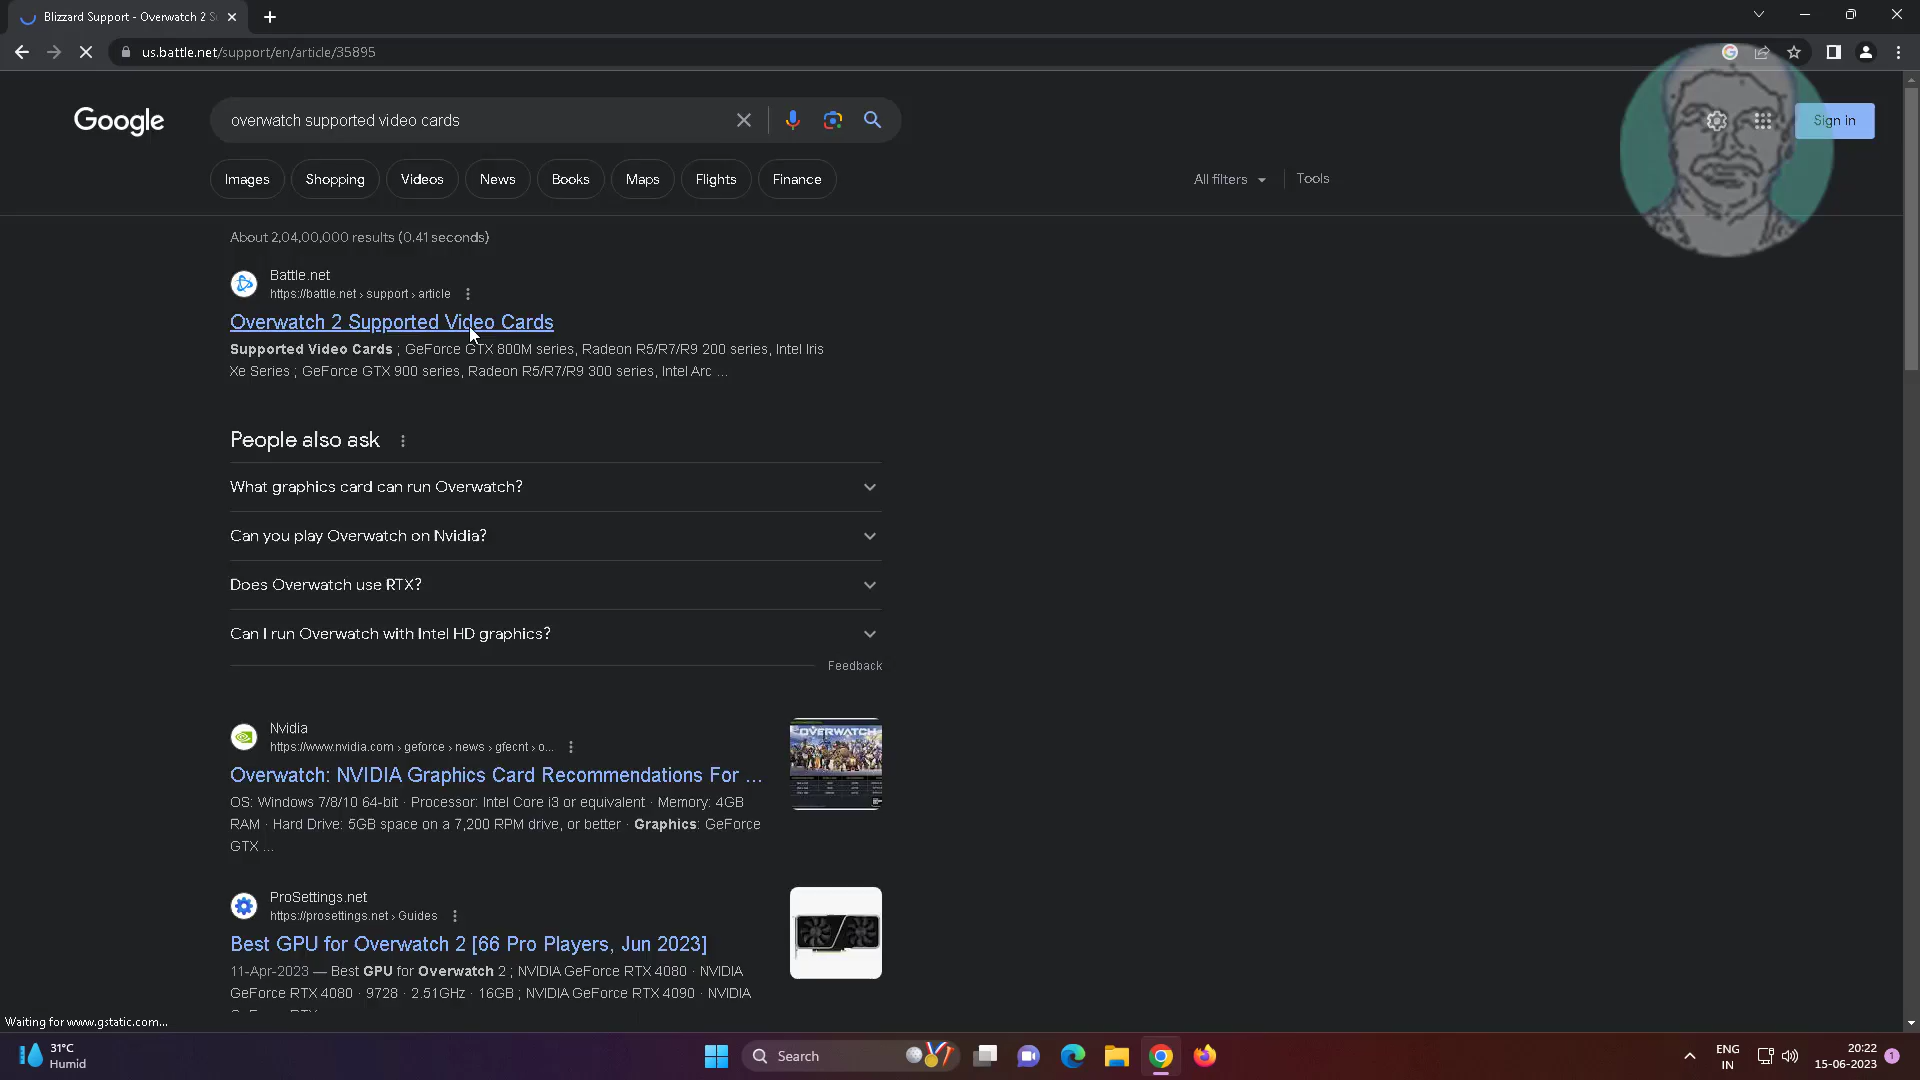 Blizzard Support - Overwatch 2 S
us.battle.net/support/en/article/35895
Google
overwatch supported video cards
Sign in
Images
Shopping
Videos
News
Books
Maps
Flights
Finance
All filters
Tools
About 2,04,00,000 results (0.41 seconds)
Battle.net
https://battle.net › support › article
Overwatch 2 Supported Video Cards
Supported Video Cards ; GeForce GTX 800M series, Radeon R5/R7/R9 200 series, Intel Iris
Xe Series ; GeForce GTX 900 series, Radeon R5/R7/R9 300 series, Intel Arc ...
People also ask
What graphics card can run Overwatch?
Can you play Overwatch on Nvidia?
Does Overwatch use RTX?
Can I run Overwatch with Intel HD graphics?
Feedback
Nvidia
https://www.nvidia.com › geforce › news › gfecnt › o...
Overwatch: NVIDIA Graphics Card Recommendations For ...
OS: Windows 7/8/10 64-bit · Processor: Intel Core i3 or equivalent · Memory: 4GB
RAM · Hard Drive: 5GB space on a 7,200 RPM drive, or better · Graphics: GeForce
GTX ...
OVERWATCH
ProSettings.net
https://prosettings.net › Guides
Best GPU for Overwatch 2 [66 Pro Players, Jun 2023]
11-Apr-2023 — Best GPU for Overwatch 2 ; NVIDIA GeForce RTX 4080 · NVIDIA
GeForce RTX 4080 · 9728 · 2.51GHz · 16GB ; NVIDIA GeForce RTX 4090 · NVIDIA
Waiting for www.gstatic.com...
31°C
Humid
Search
ENG
IN
20:22
15-06-2023
1